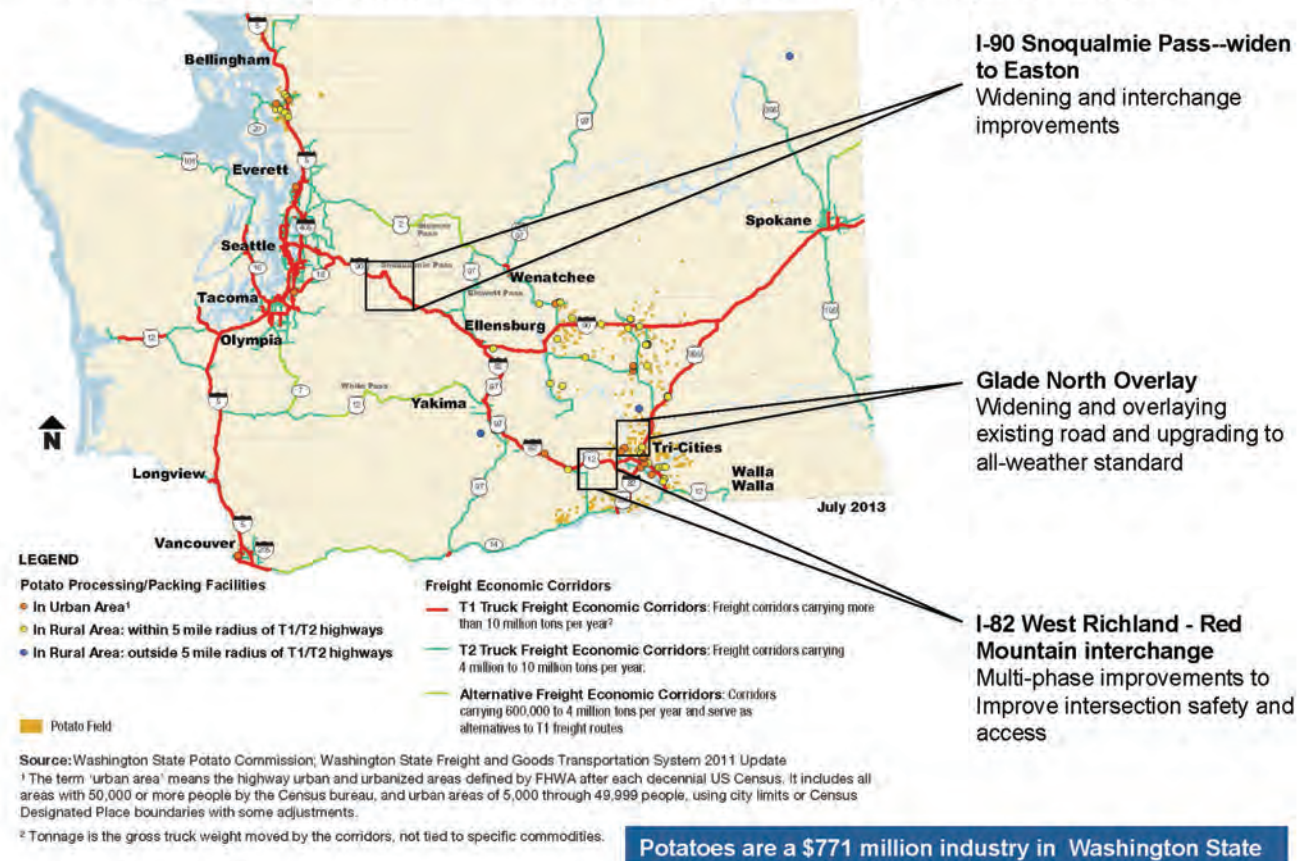 Bellingham
Everett
Seattle
Tacoma
Olympia
Longview
Vancouver
Snoqualmie Pass
White Pass
Wenatchee
Ellensburg
Yakima
Spokane
Tri-Cities
Walla
Walla
N
July 2013
I-90 Snoqualmie Pass--widen
to Easton
Widening and interchange
improvements
Glade North Overlay
Widening and overlaying
existing road and upgrading to
all-weather standard
I-82 West Richland - Red
Mountain interchange
Multi-phase improvements to
Improve intersection safety and
access
LEGEND
Potato Processing/Packing Facilities
In Urban Area¹
In Rural Area: within 5 mile radius of T1/T2 highways
In Rural Area: outside 5 mile radius of T1/T2 highways
Potato Field
Freight Economic Corridors
T1 Truck Freight Economic Corridors: Freight corridors carrying more
than 10 million tons per year²
T2 Truck Freight Economic Corridors: Freight corridors carrying
4 million to 10 million tons per year.
Alternative Freight Economic Corridors: Corridors
carrying 600,000 to 4 million tons per year and serve as
alternatives to T1 freight routes
Source: Washington State Potato Commission; Washington State Freight and Goods Transportation System 2011 Update
¹ The term 'urban area' means the highway urban and urbanized areas defined by FHWA after each decennial US Census. It includes all
areas with 50,000 or more people by the Census bureau, and urban areas of 5,000 through 49,999 people, using city limits or Census
Designated Place boundaries with some adjustments.
² Tonnage is the gross truck weight moved by the corridors, not tied to specific commodities.
Potatoes are a $771 million industry in Washington State